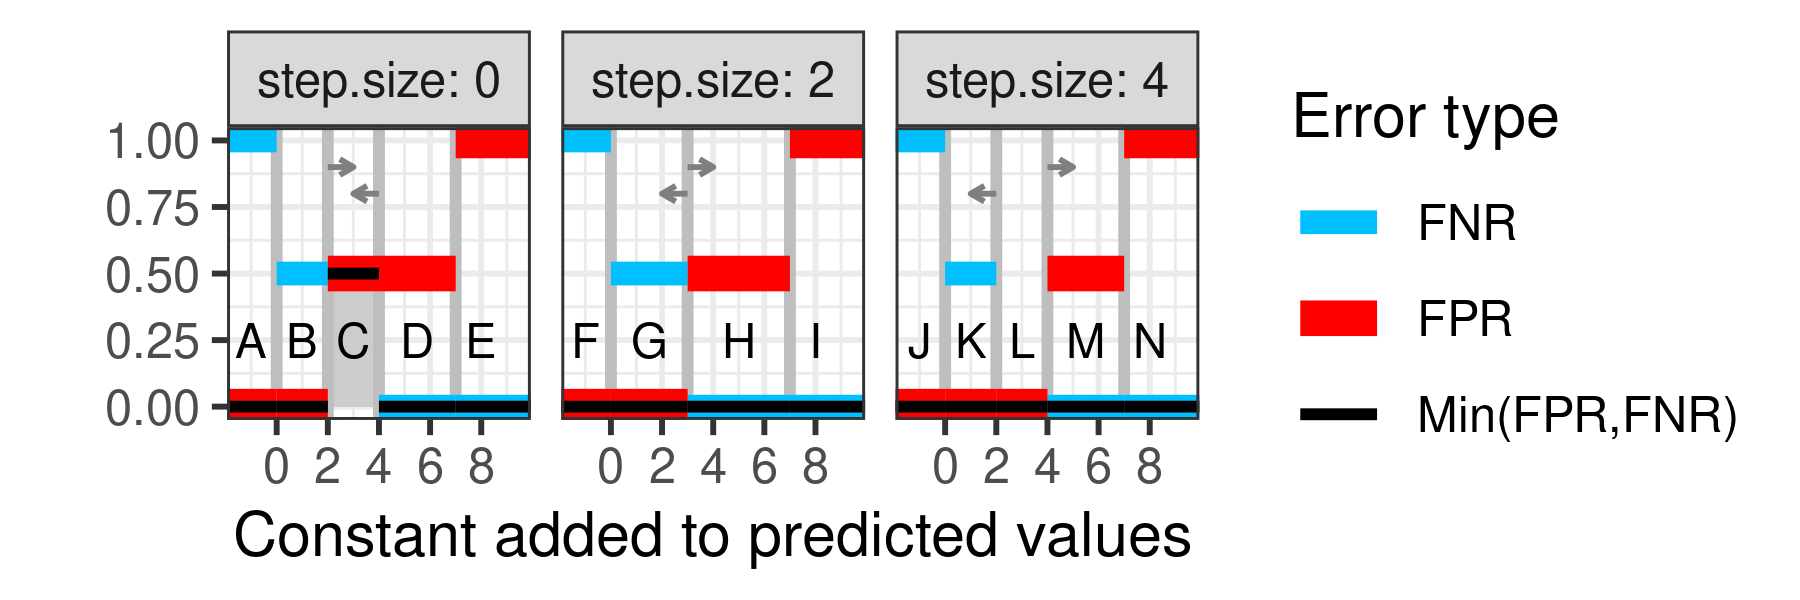 step.size: 0 step.size: 2 step.size: 4
Error type
1.00
0.75
0.50
0.25
0.00
FNR
FPR
Min(FPR,FNR)
A B C D E F G H I J K L M N
0 2 4 6 8 0 2 4 6 8 0 2 4 6 8
Constant added to predicted values